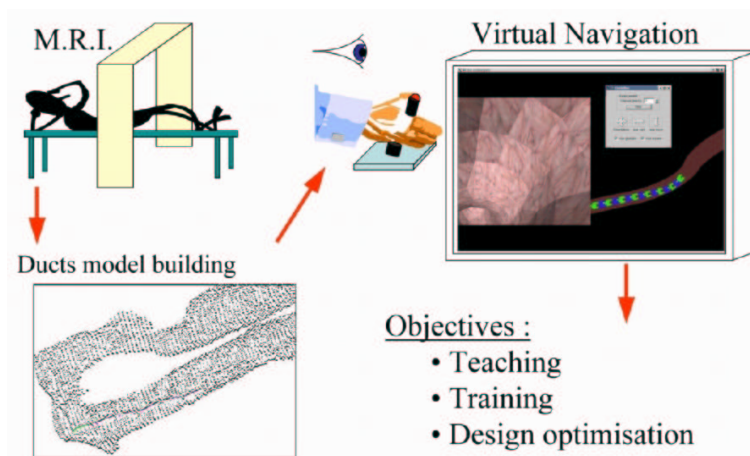 M.R.I.
Virtual Navigation
Ducts model building
Objectives :
• Teaching
• Training
• Design optimisation